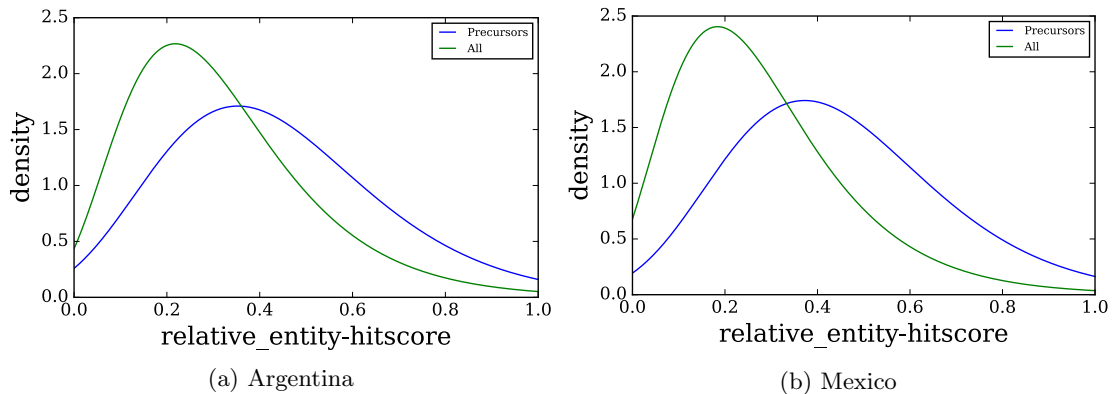 2.5
2.0
1.5
1.0
0.5
0.0
density
Precursors
All
0.0 0.2 0.4 0.6 0.8 1.0
relative_entity-hitscore
(a) Argentina
2.5
2.0
1.5
1.0
0.5
0.0
density
Precursors
All
0.0 0.2 0.4 0.6 0.8 1.0
relative_entity-hitscore
(b) Mexico